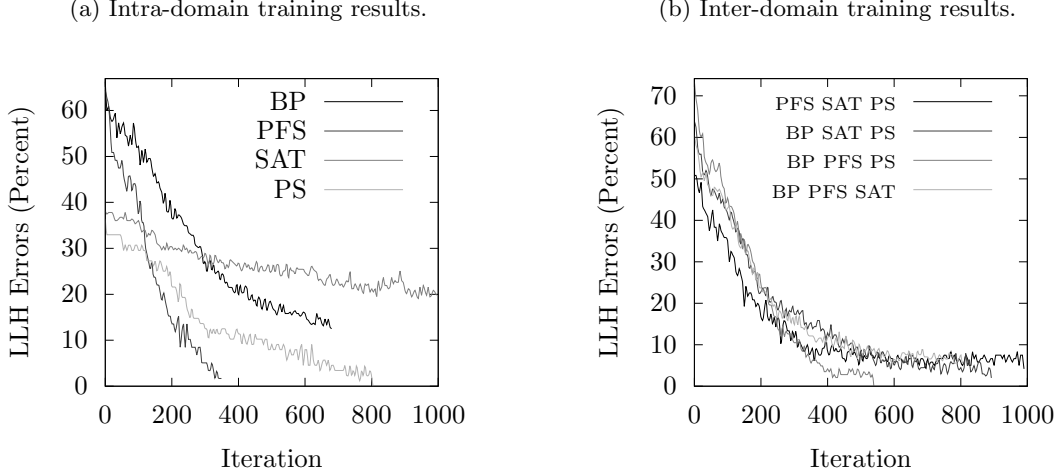 (a) Intra-domain training results.
LLH Errors (Percent)
60
50
40
30
20
10
0
BP
PFS
SAT
PS
0 200 400 600 800 1000
Iteration
(b) Inter-domain training results.
LLH Errors (Percent)
70
60
50
40
30
20
10
0
PFS SAT PS
BP SAT PS
BP PFS PS
BP PFS SAT
0 200 400 600 800 1000
Iteration